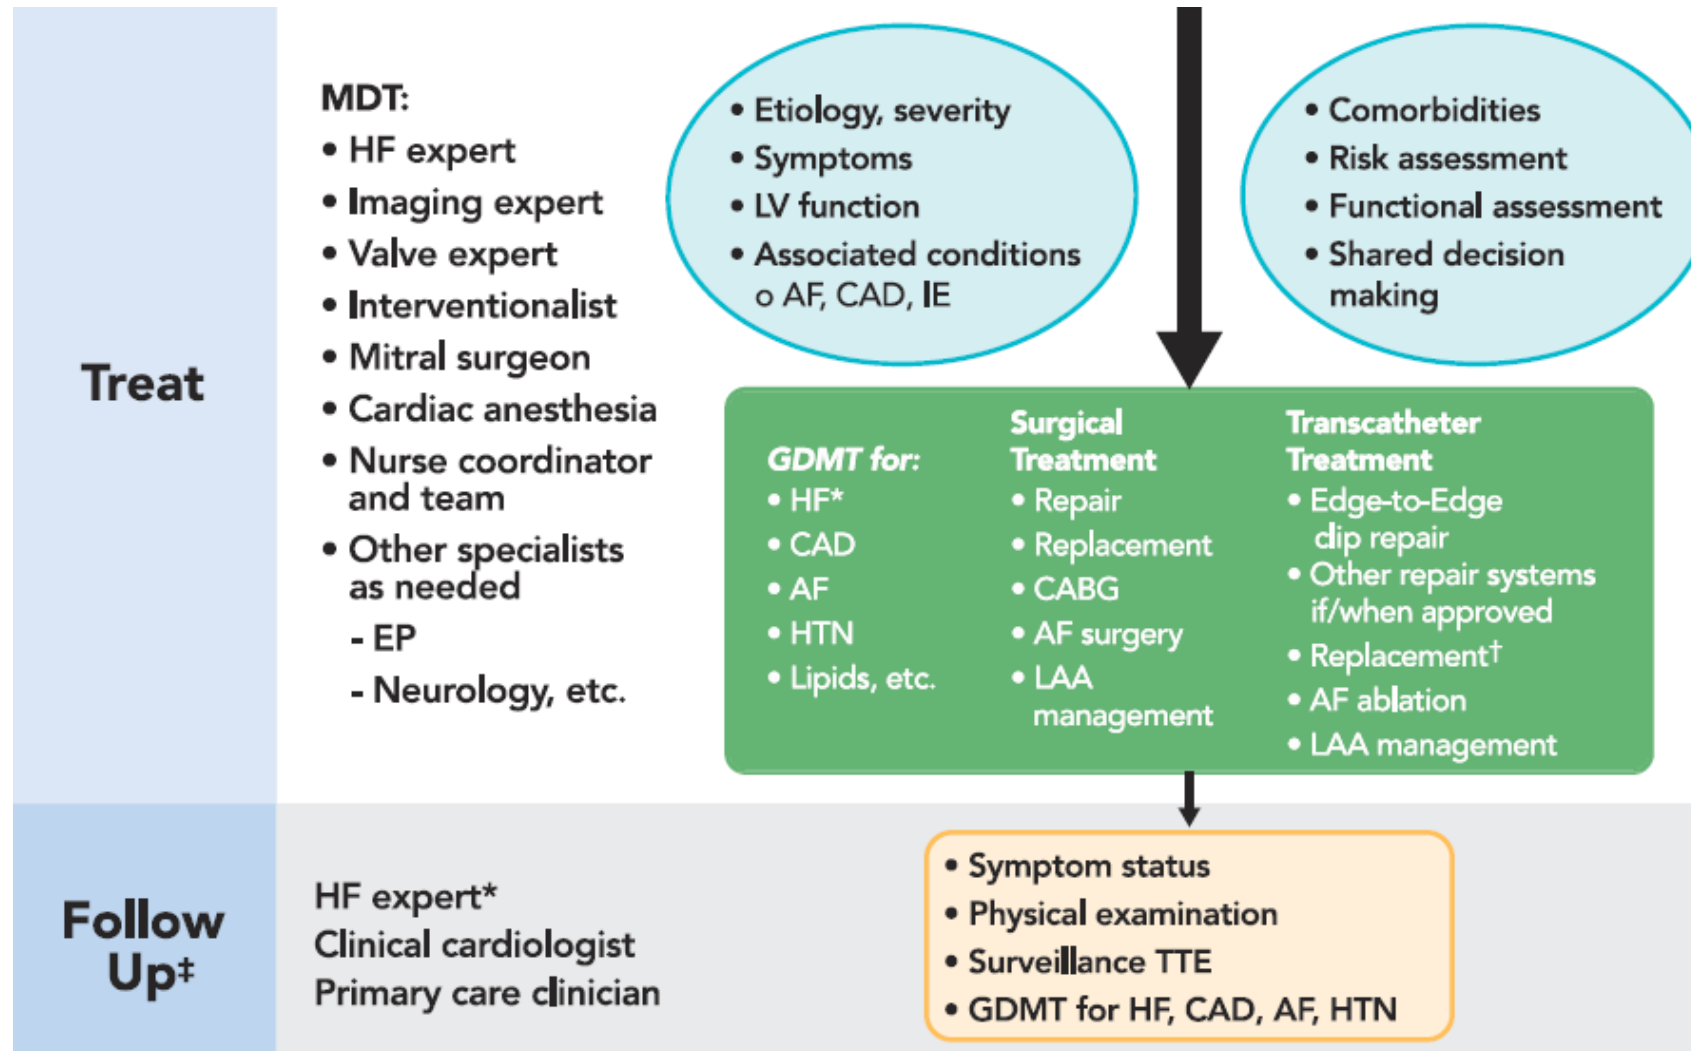 Treat
MDT:
• HF expert
• Imaging expert
• Valve expert
• Interventionalist
• Mitral surgeon
• Cardiac anesthesia
• Nurse coordinator
and team
• Other specialists
as needed
- EP
- Neurology, etc.
• Etiology, severity
• Symptoms
• LV function
• Associated conditions
o AF, CAD, IE
• Comorbidities
• Risk assessment
• Functional assessment
• Shared decision
making
GDMT for:
• HF*
• CAD
• AF
• HTN
• Lipids, etc.
Surgical
Treatment
• Repair
• Replacement
• CABG
• AF surgery
• LAA
management
Transcatheter
Treatment
• Edge-to-Edge
clip repair
• Other repair systems
if/when approved
• Replacement†
• AF ablation
• LAA management
Follow
Up‡
HF expert*
Clinical cardiologist
Primary care clinician
• Symptom status
• Physical examination
• Surveillance TTE
• GDMT for HF, CAD, AF, HTN